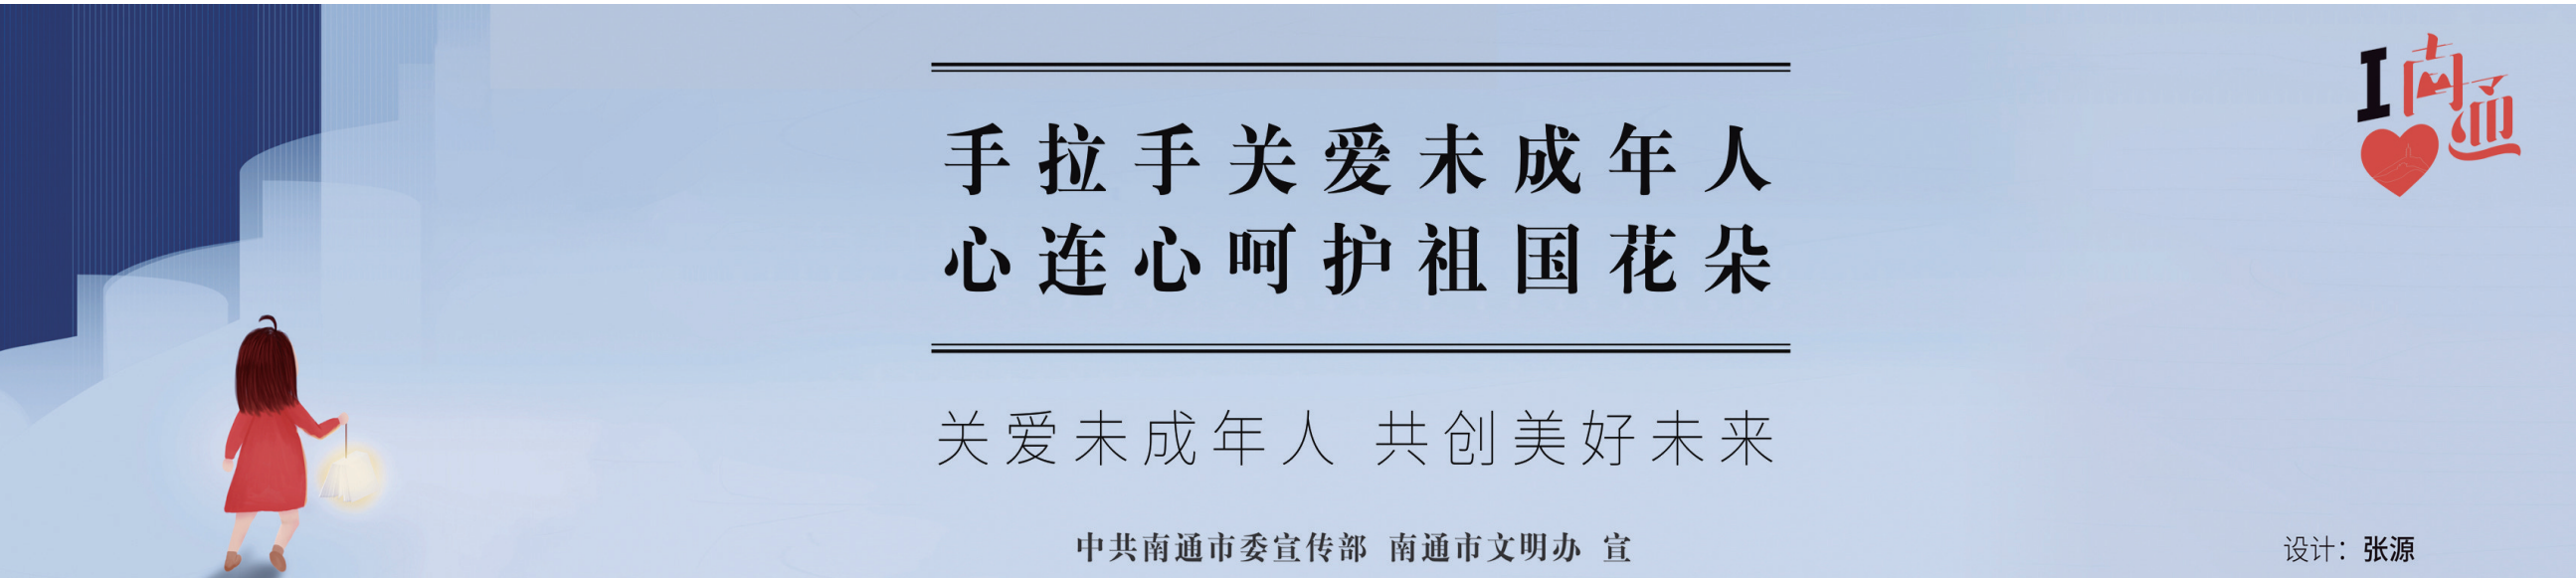 I 南通
手拉手关爱未成年人
心连心呵护祖国花朵
关爱未成年人 共创美好未来
中共南通市委宣传部 南通市文明办 宣
设计：张源